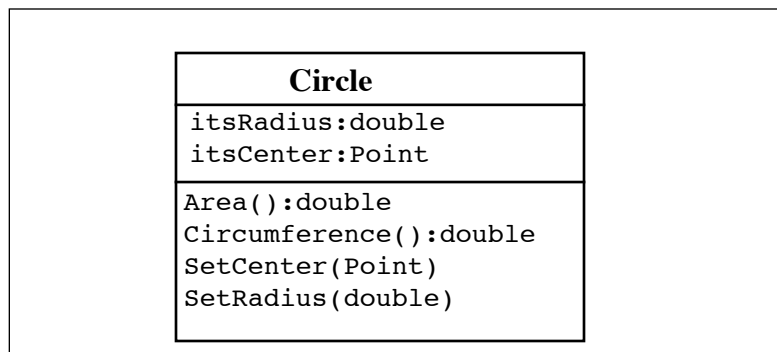 Circle
itsRadius:double
itsCenter:Point
Area():double
Circumference():double
SetCenter(Point)
SetRadius(double)